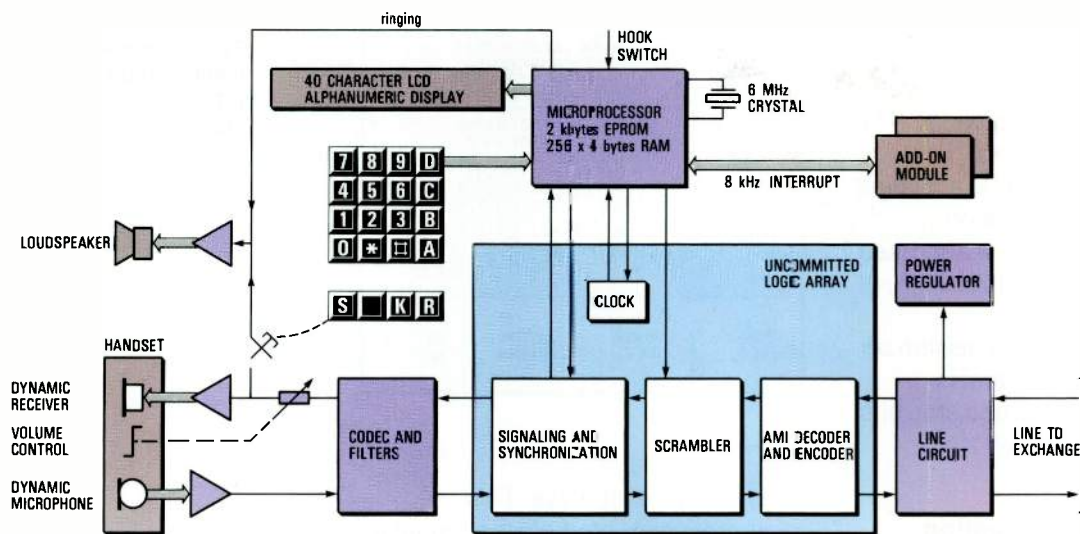 ringing
HOOK
SWITCH
40 CHARACTER LCD
ALPHANUMERIC DISPLAY
MICROPROCESSOR
2 kbytes EPROM
256 x 4 bytes RAM
6 MHz
CRYSTAL
7 8 9 D
4 5 6 C
1 2 3 B
0 * # A
8 kHz INTERRUPT
ADD-ON
MODULE
LOUDSPEAKER
UNCOMMITTED
LOGIC ARRAY
POWER
REGULATOR
CLOCK
S K R
HANDSET
DYNAMIC
RECEIVER
VOLUME
CONTROL
DYNAMIC
MICROPHONE
CODEC AND
FILTERS
SIGNALING AND
SYNCHRONIZATION
SCRAMBLER
AMI DECODER
AND ENCODER
LINE
CIRCUIT
LINE TO
EXCHANGE